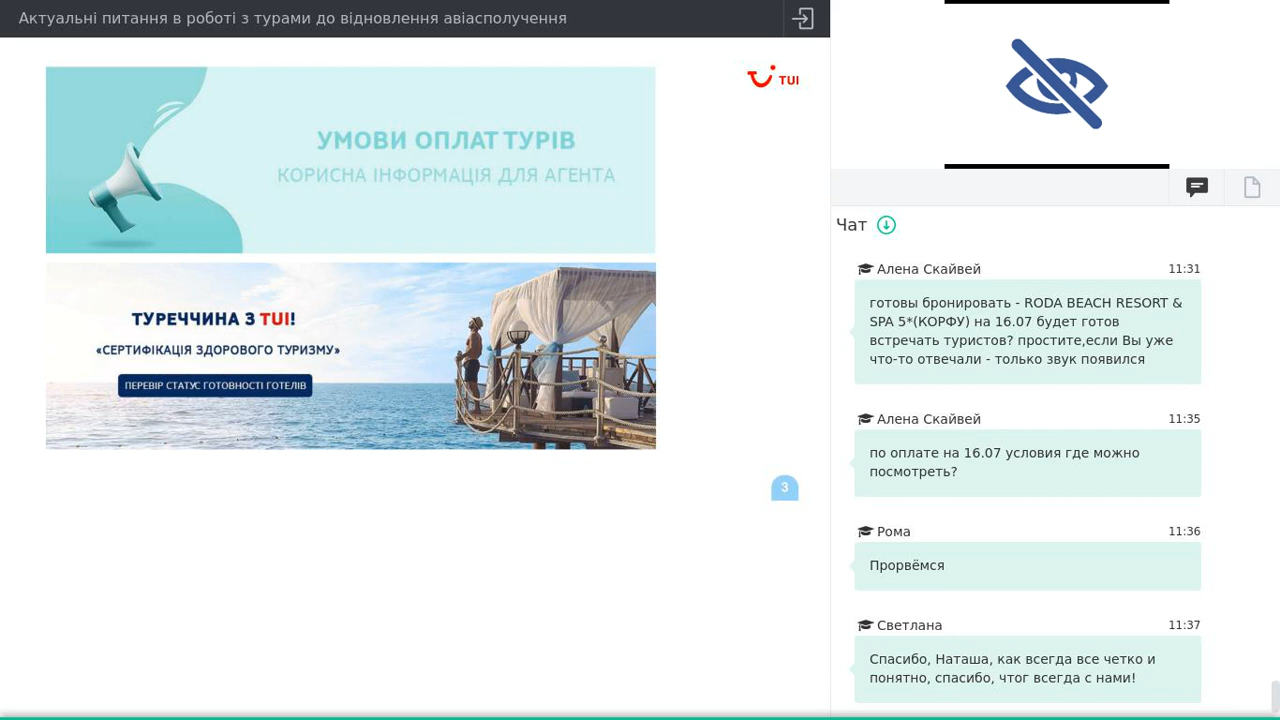 Актуальні питання в роботі з турами до відновлення авіасполучення
TUI
УМОВИ ОПЛАТ ТУРІВ
КОРИСНА ІНФОРМАЦІЯ ДЛЯ АГЕНТА
ТУРЕЧЧИНА З TUI!
«СЕРТИФІКАЦІЯ ЗДОРОВОГО ТУРИЗМУ»
ПЕРЕВІР СТАТУС ГОТОВНОСТІ ГОТЕЛІВ
3
Чат
Алена Скайвей 11:31
готовы бронировать - RODA BEACH RESORT &
SPA 5*(КОРФУ) на 16.07 будет готов
встречать туристов? простите,если Вы уже
что-то отвечали - только звук появился
Алена Скайвей 11:35
по оплате на 16.07 условия где можно
посмотреть?
Рома 11:36
Прорвёмся
Светлана 11:37
Спасибо, Наташа, как всегда все четко и
понятно, спасибо, чтог всегда с нами!